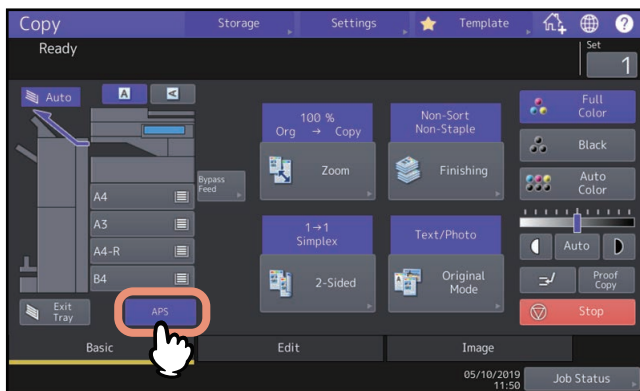 Copy
Storage
Settings
Template
?
Ready
Set
1
Auto
A
A
100 %
Org → Copy
Non-Sort
Non-Staple
Full
Color
Zoom
Finishing
Black
Bypass
Feed
Auto
Color
A4
A3
A4-R
B4
1→1
Simplex
Text/Photo
Auto
2-Sided
Original
Mode
Proof
Copy
Exit
Tray
APS
Stop
Basic
Edit
Image
05/10/2019
11:50
Job Status